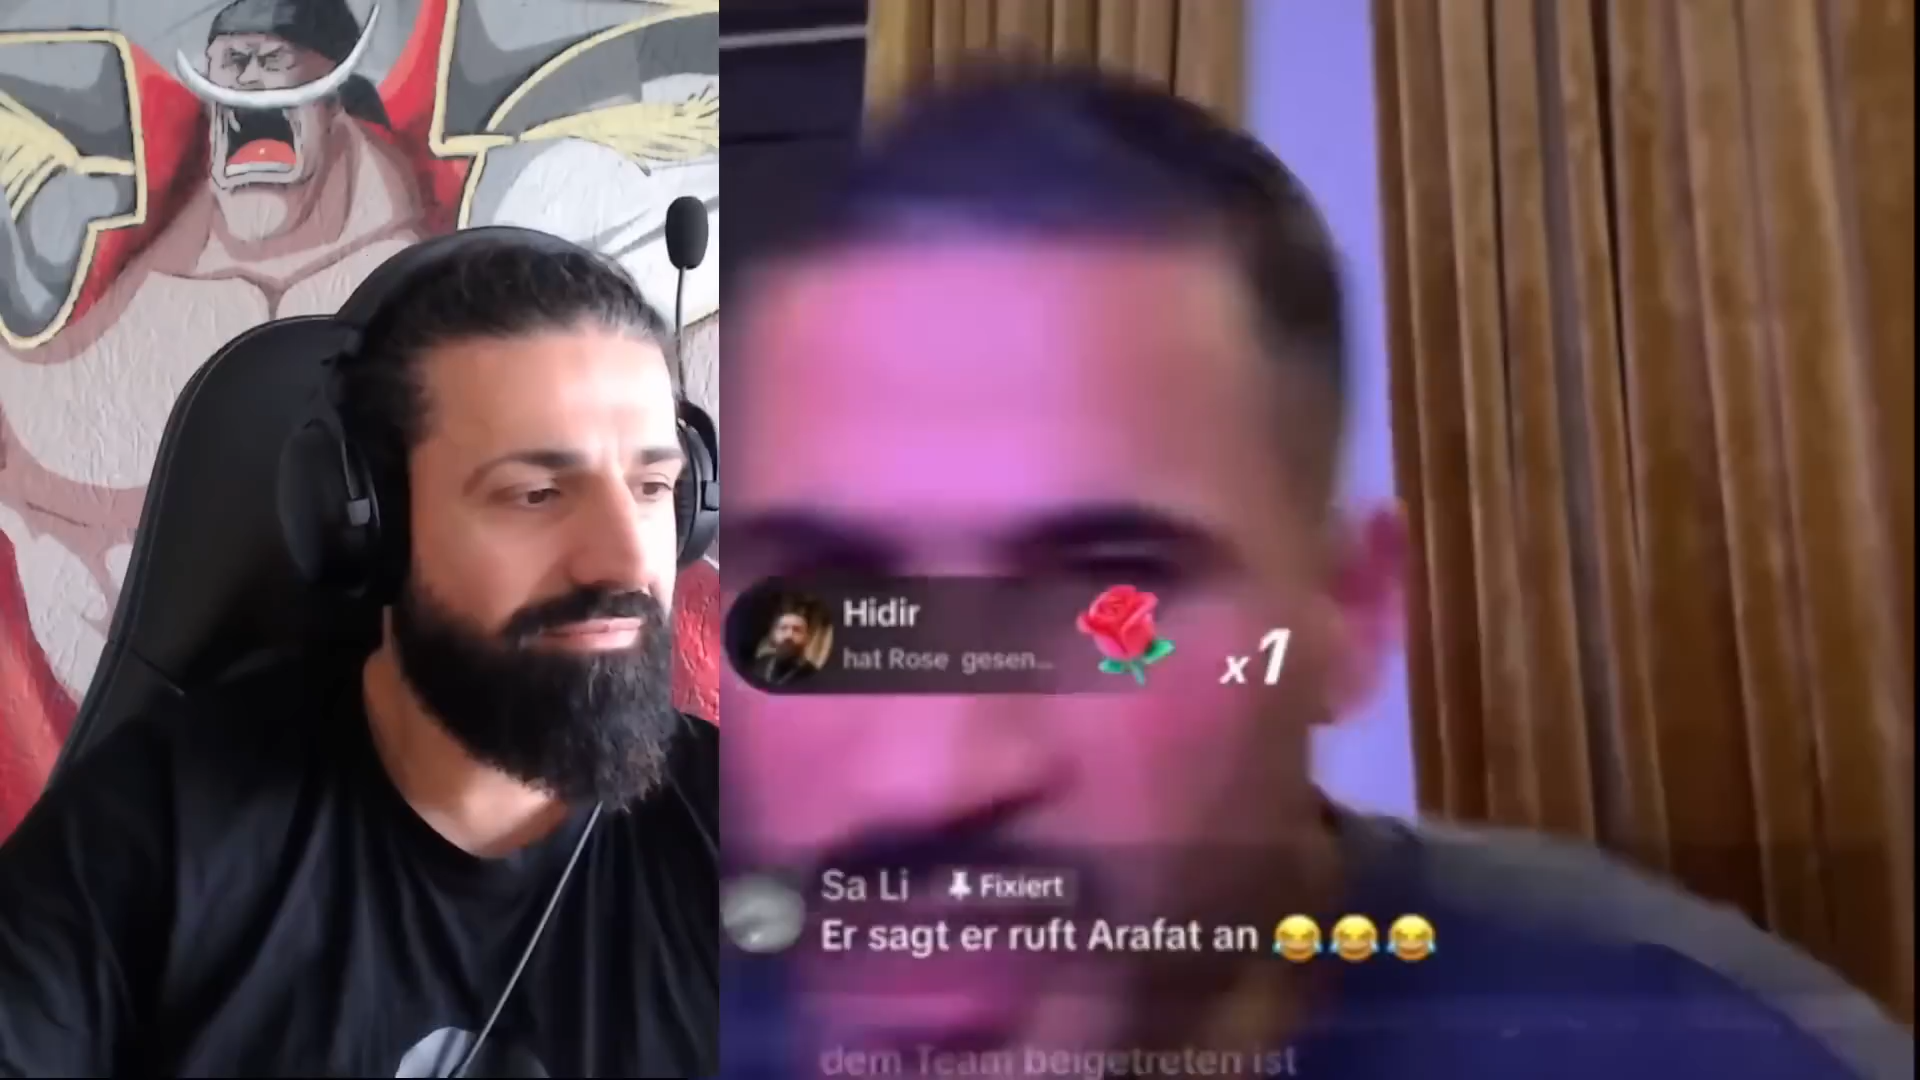 Hidir
hat Rose gesen...
x1
Sa Li Fixiert
Er sagt er ruft Arafat an 😂😂😂
dem Team beigetreten ist